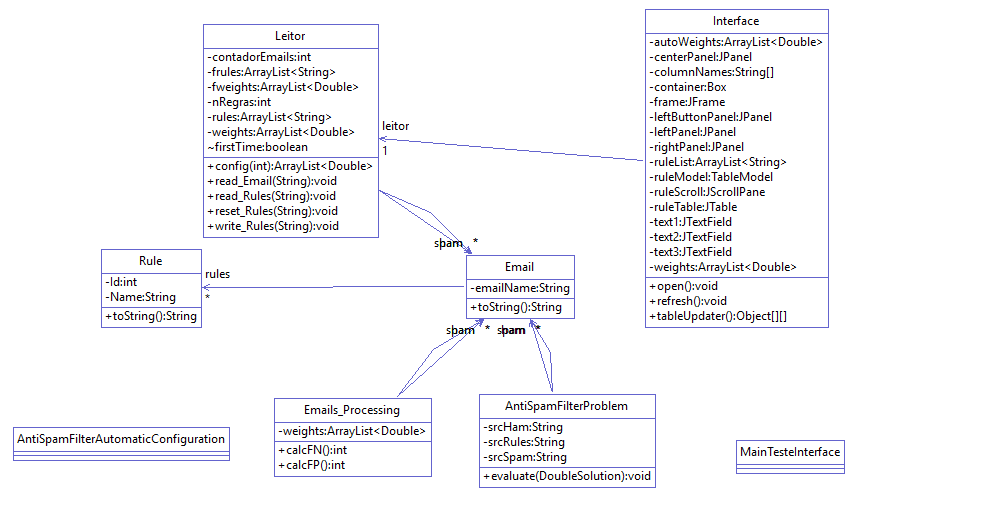 Leitor
-contadorEmails:int
-frules:ArrayList<String>
-fweights:ArrayList<Double>
-nRegras:int
-rules:ArrayList<String>
-weights:ArrayList<Double>
~firstTime:boolean
+config(int):ArrayList<Double>
+read_Email(String):void
+read_Rules(String):void
+reset_Rules(String):void
+write_Rules(String):void
Interface
-autoWeights:ArrayList<Double>
-centerPanel:JPanel
-columnNames:String[]
-container:Box
-frame:JFrame
-leftButtonPanel:JPanel
-leftPanel:JPanel
-rightPanel:JPanel
-ruleList:ArrayList<String>
-ruleModel:TableModel
-ruleScroll:JScrollPane
-ruleTable:JTable
-text1:JTextField
-text2:JTextField
-text3:JTextField
-weights:ArrayList<Double>
+open():void
+refresh():void
+tableUpdater():Object[][]
leitor
1
spam *
Rule
-Id:int
-Name:String
+toString():String
rules
*
Email
-emailName:String
+toString():String
spam *
spam *
Emails_Processing
-weights:ArrayList<Double>
+calcFN():int
+calcFP():int
AntiSpamFilterProblem
-srcHam:String
-srcRules:String
-srcSpam:String
+evaluate(DoubleSolution):void
AntiSpamFilterAutomaticConfiguration
MainTesteInterface